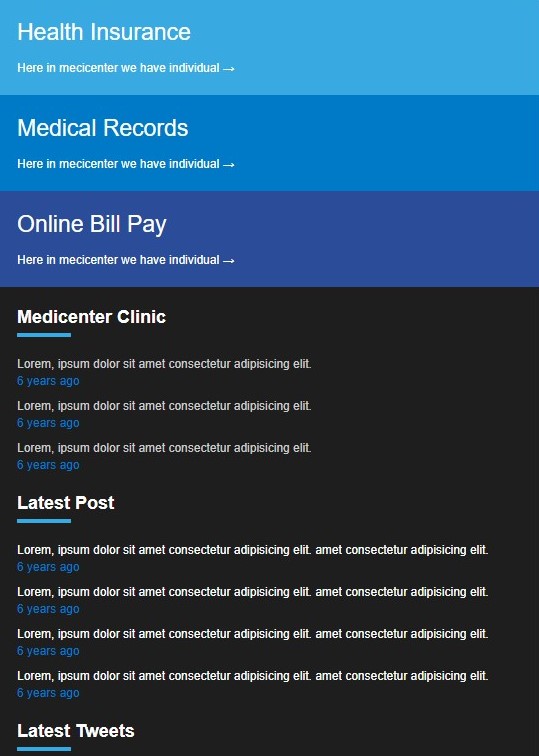 Health Insurance
Here in mecicenter we have individual →
Medical Records
Here in mecicenter we have individual →
Online Bill Pay
Here in mecicenter we have individual →
Medicenter Clinic
Lorem, ipsum dolor sit amet consectetur adipisicing elit.
6 years ago
Lorem, ipsum dolor sit amet consectetur adipisicing elit.
6 years ago
Lorem, ipsum dolor sit amet consectetur adipisicing elit.
6 years ago
Latest Post
Lorem, ipsum dolor sit amet consectetur adipisicing elit. amet consectetur adipisicing elit.
6 years ago
Lorem, ipsum dolor sit amet consectetur adipisicing elit. amet consectetur adipisicing elit.
6 years ago
Lorem, ipsum dolor sit amet consectetur adipisicing elit. amet consectetur adipisicing elit.
6 years ago
Lorem, ipsum dolor sit amet consectetur adipisicing elit. amet consectetur adipisicing elit.
6 years ago
Latest Tweets